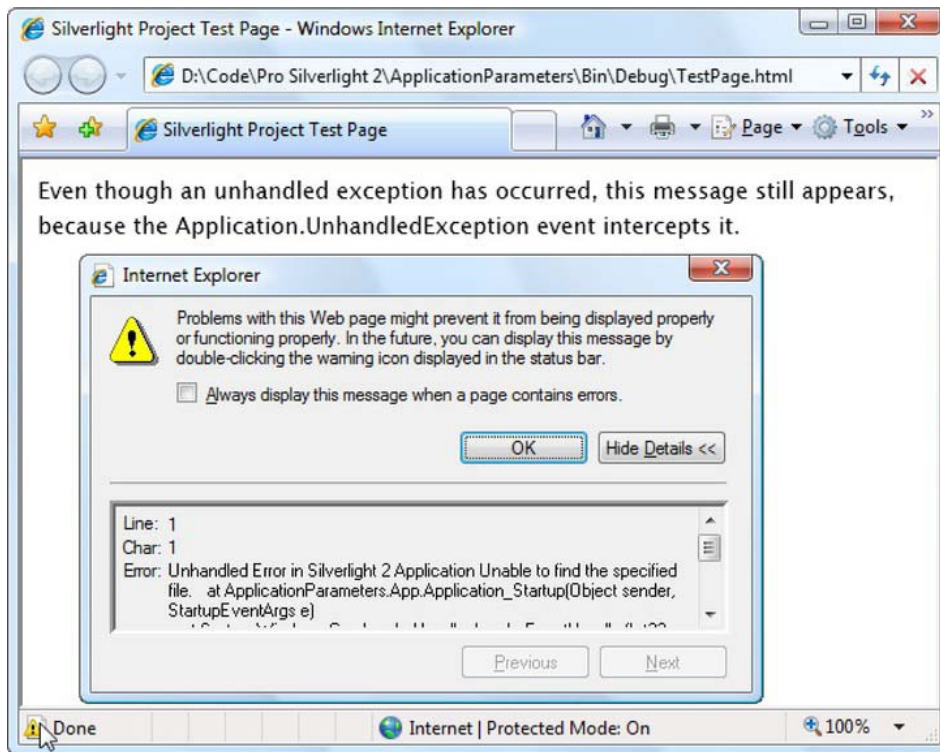 Silverlight Project Test Page - Windows Internet Explorer
D:\Code\Pro Silverlight 2\ApplicationParameters\Bin\Debug\TestPage.html
Silverlight Project Test Page
Page
Tools
Even though an unhandled exception has occurred, this message still appears,
because the Application.UnhandledException event intercepts it.
Internet Explorer
Problems with this Web page might prevent it from being displayed properly
or functioning properly. In the future, you can display this message by
double-clicking the warning icon displayed in the status bar.
Always display this message when a page contains errors.
OK
Hide Details <<
Line: 1
Char: 1
Error: Unhandled Error in Silverlight 2 Application Unable to find the specified
file. at ApplicationParameters.App.Application_Startup(Object sender,
StartupEventArgs e)
Previous
Next
Done
Internet | Protected Mode: On
100%